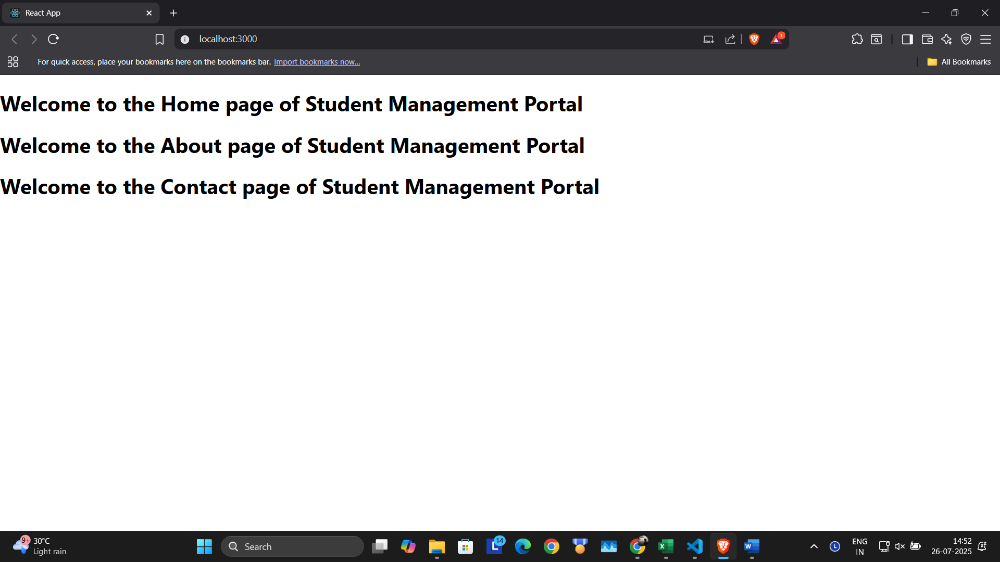 React App
localhost:3000
1
For quick access, place your bookmarks here on the bookmarks bar. Import bookmarks now...
All Bookmarks
Welcome to the Home page of Student Management Portal
Welcome to the About page of Student Management Portal
Welcome to the Contact page of Student Management Portal
9+
30°C
Light rain
Search
14
L
ENG
IN
14:52
26-07-2025